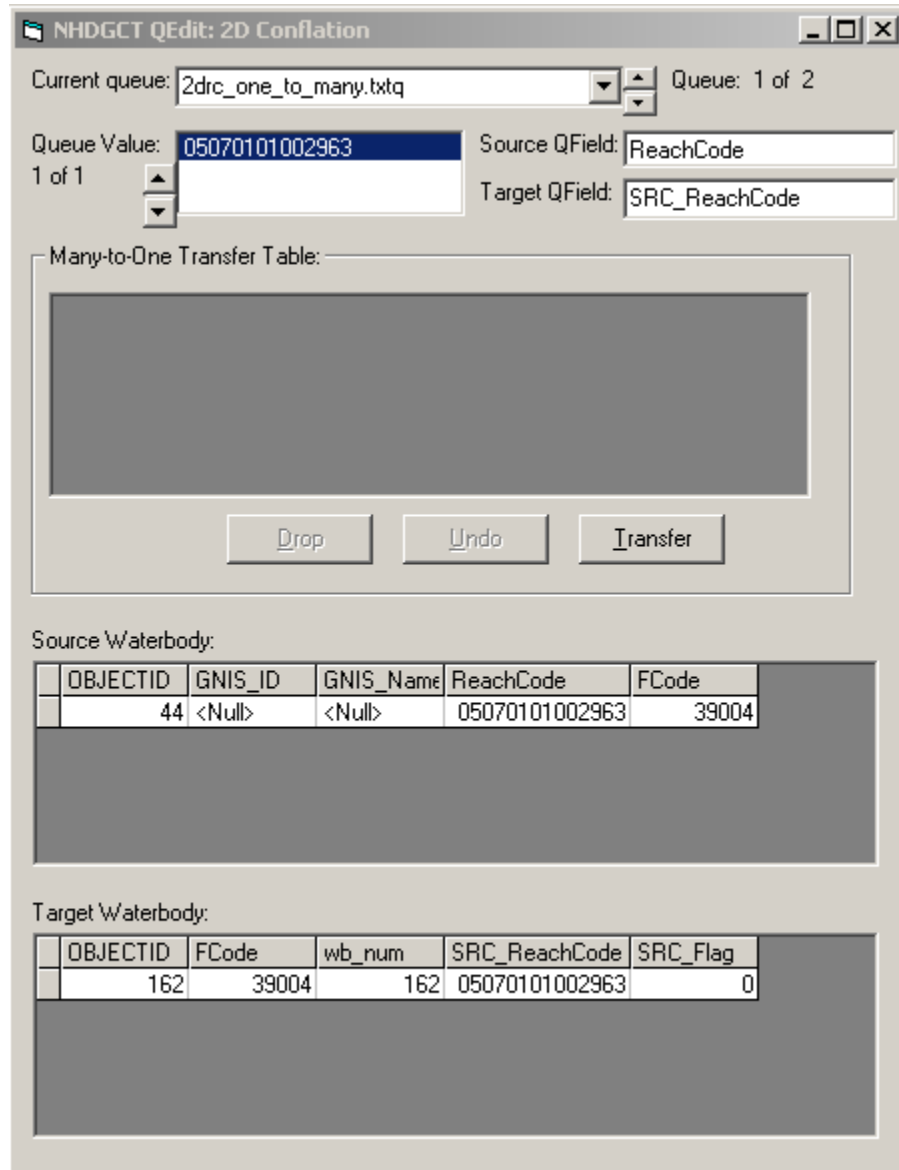 NHDGCT QEdit: 2D Conflation
Current queue: 2drc_one_to_many.txtq Queue: 1 of 2
Queue Value: 05070101002963 Source QField: ReachCode
1 of 1 Target QField: SRC_ReachCode
Many-to-One Transfer Table:
Drop Undo Transfer
Source Waterbody:
OBJECTID GNIS_ID GNIS_Name ReachCode FCode
44 <Null> <Null> 05070101002963 39004
Target Waterbody:
OBJECTID FCode wb_num SRC_ReachCode SRC_Flag
162 39004 162 05070101002963 0